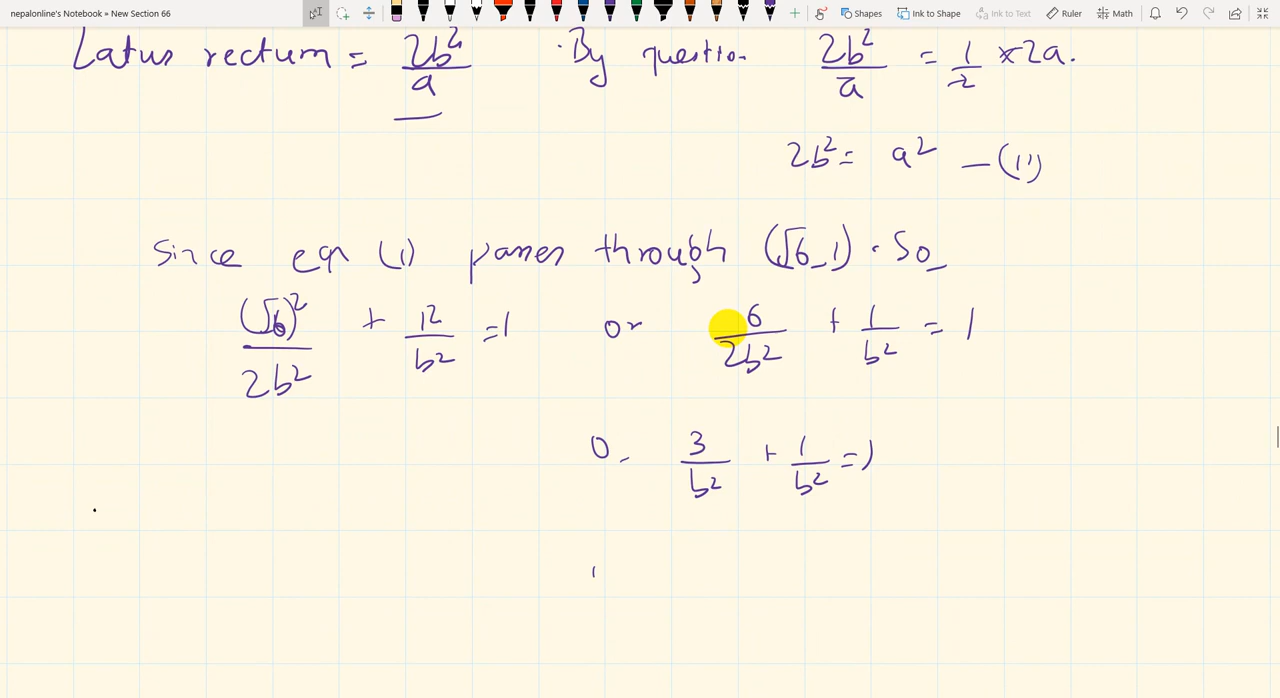 nepalonline's Notebook » New Section 66
Shapes Ink to Shape Ink to Text Ruler Math
Latus rectum = 2b²/a · By question 2b²/a = 1/2 × 2a.
2b² = a² – (ii)
Since eqn (1) passes through (√6, 1). So
(√6)²/2b² + 1²/b² = 1 or 6/2b² + 1/b² = 1
Or 3/b² + 1/b² = 1